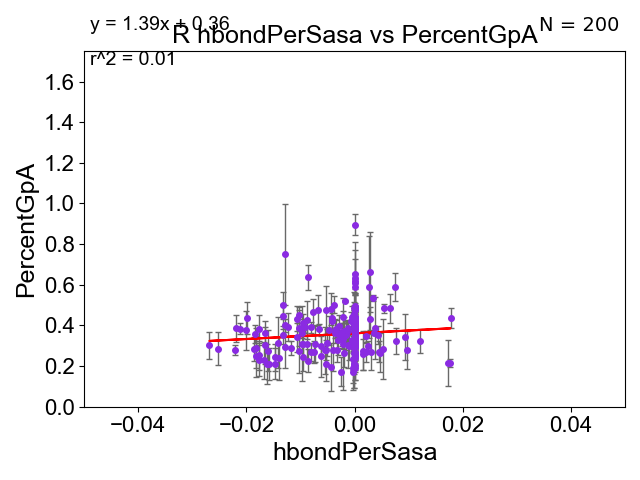 y = 1.39x + 0.36
N = 200
R hbondPerSasa vs PercentGpA
r^2 = 0.01
PercentGpA
1.6
1.4
1.2
1.0
0.8
0.6
0.4
0.2
0.0
−0.04 −0.02 0.00 0.02 0.04
hbondPerSasa